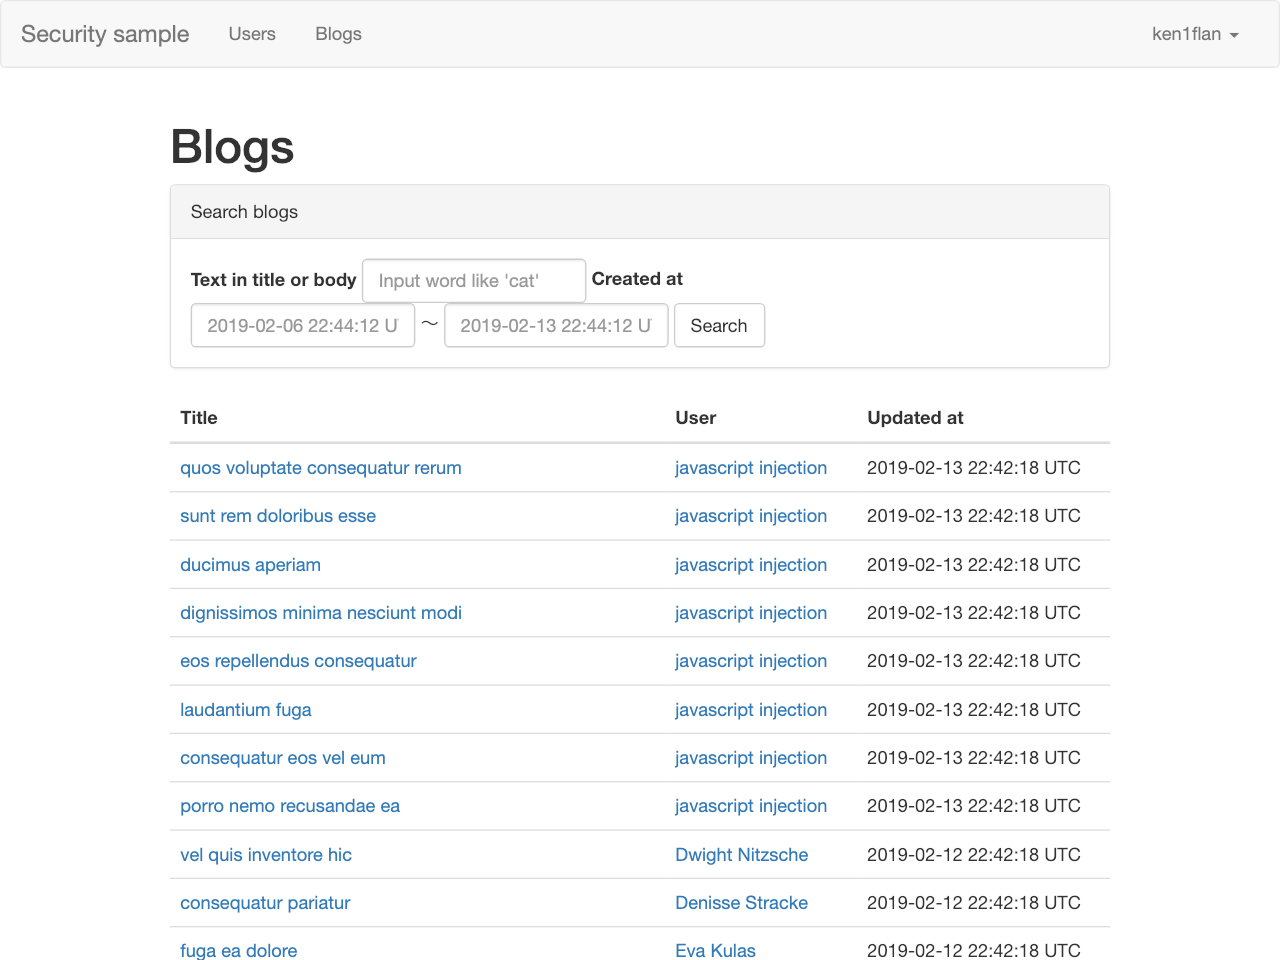 Security sample Users Blogs ken1flan
Blogs
Search blogs
Text in title or body Input word like 'cat' Created at
2019-02-06 22:44:12 U ～ 2019-02-13 22:44:12 U Search
Title User Updated at
quos voluptate consequatur rerum javascript injection 2019-02-13 22:42:18 UTC
sunt rem doloribus esse javascript injection 2019-02-13 22:42:18 UTC
ducimus aperiam javascript injection 2019-02-13 22:42:18 UTC
dignissimos minima nesciunt modi javascript injection 2019-02-13 22:42:18 UTC
eos repellendus consequatur javascript injection 2019-02-13 22:42:18 UTC
laudantium fuga javascript injection 2019-02-13 22:42:18 UTC
consequatur eos vel eum javascript injection 2019-02-13 22:42:18 UTC
porro nemo recusandae ea javascript injection 2019-02-13 22:42:18 UTC
vel quis inventore hic Dwight Nitzsche 2019-02-12 22:42:18 UTC
consequatur pariatur Denisse Stracke 2019-02-12 22:42:18 UTC
fuga ea dolore Eva Kulas 2019-02-12 22:42:18 UTC